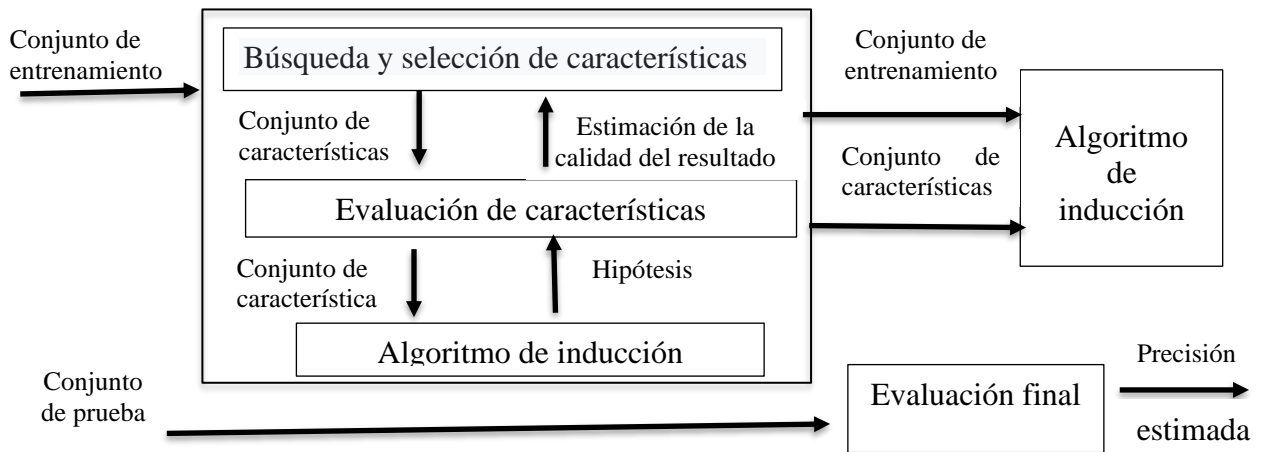 Conjunto de
entrenamiento
Búsqueda y selección de características
Conjunto de
características
Estimación de la
calidad del resultado
Evaluación de características
Conjunto de
característica
Hipótesis
Algoritmo de inducción
Conjunto de
entrenamiento
Conjunto de
características
Algoritmo
de
inducción
Conjunto
de prueba
Evaluación final
Precisión
estimada